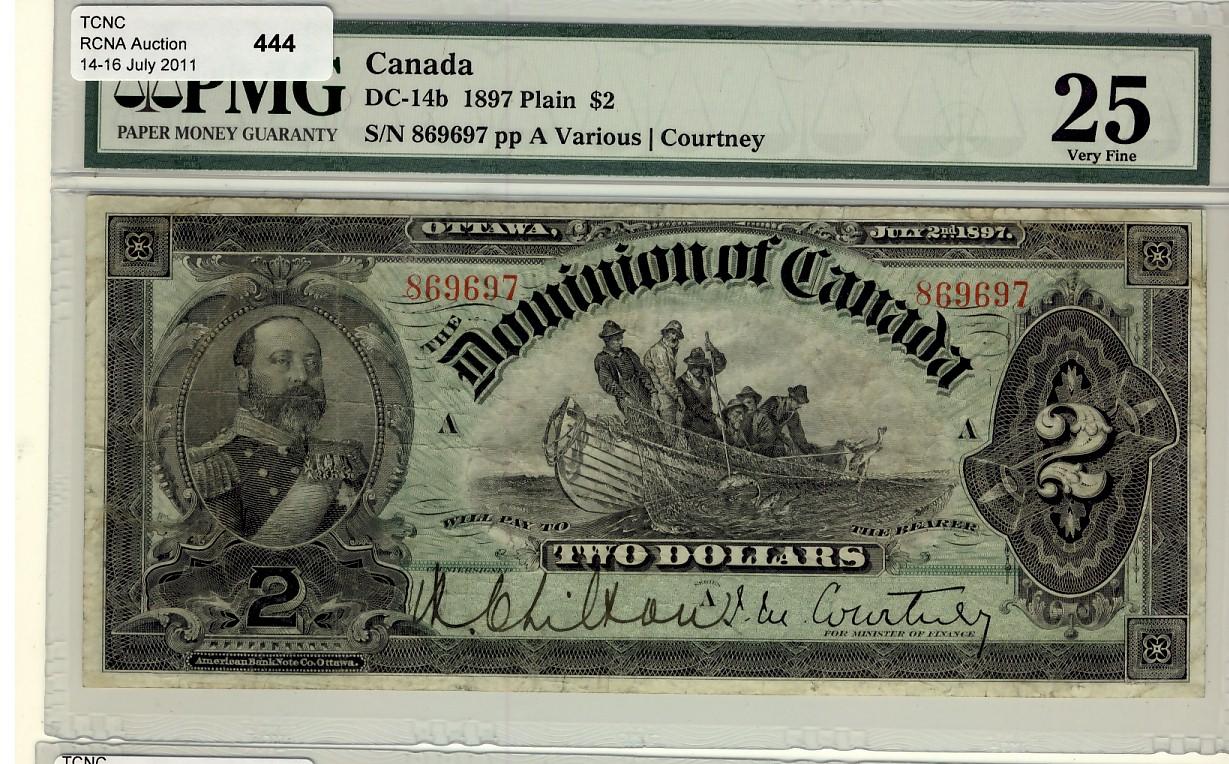 TCNC
RCNA Auction 444
14-16 July 2011
PMG
PAPER MONEY GUARANTY
Canada
DC-14b 1897 Plain $2
S/N 869697 pp A Various | Courtney
25
Very Fine
OTTAWA, JULY 2nd 1897.
869697 869697
THE Dominion of Canada
A A
2
WILL PAY TO THE BEARER
TWO DOLLARS
COUNTERSIGNED
SERIES
A
Courtney
FOR MINISTER OF FINANCE
2
American Bank Note Co. Ottawa.
TCNC